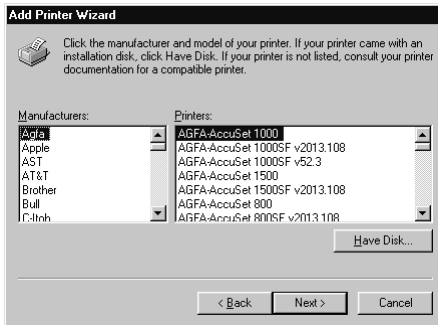 Add Printer Wizard
Click the manufacturer and model of your printer. If your printer came with an
installation disk, click Have Disk. If your printer is not listed, consult your printer
documentation for a compatible printer.
Manufacturers:
Agfa
Apple
AST
AT&T
Brother
Bull
C-Itoh
Printers:
AGFA-AccuSet 1000
AGFA-AccuSet 1000SF v2013.108
AGFA-AccuSet 1000SF v52.3
AGFA-AccuSet 1500
AGFA-AccuSet 1500SF v2013.108
AGFA-AccuSet 800
AGFA-AccuSet 800SF v2013.108
Have Disk...
< Back
Next >
Cancel